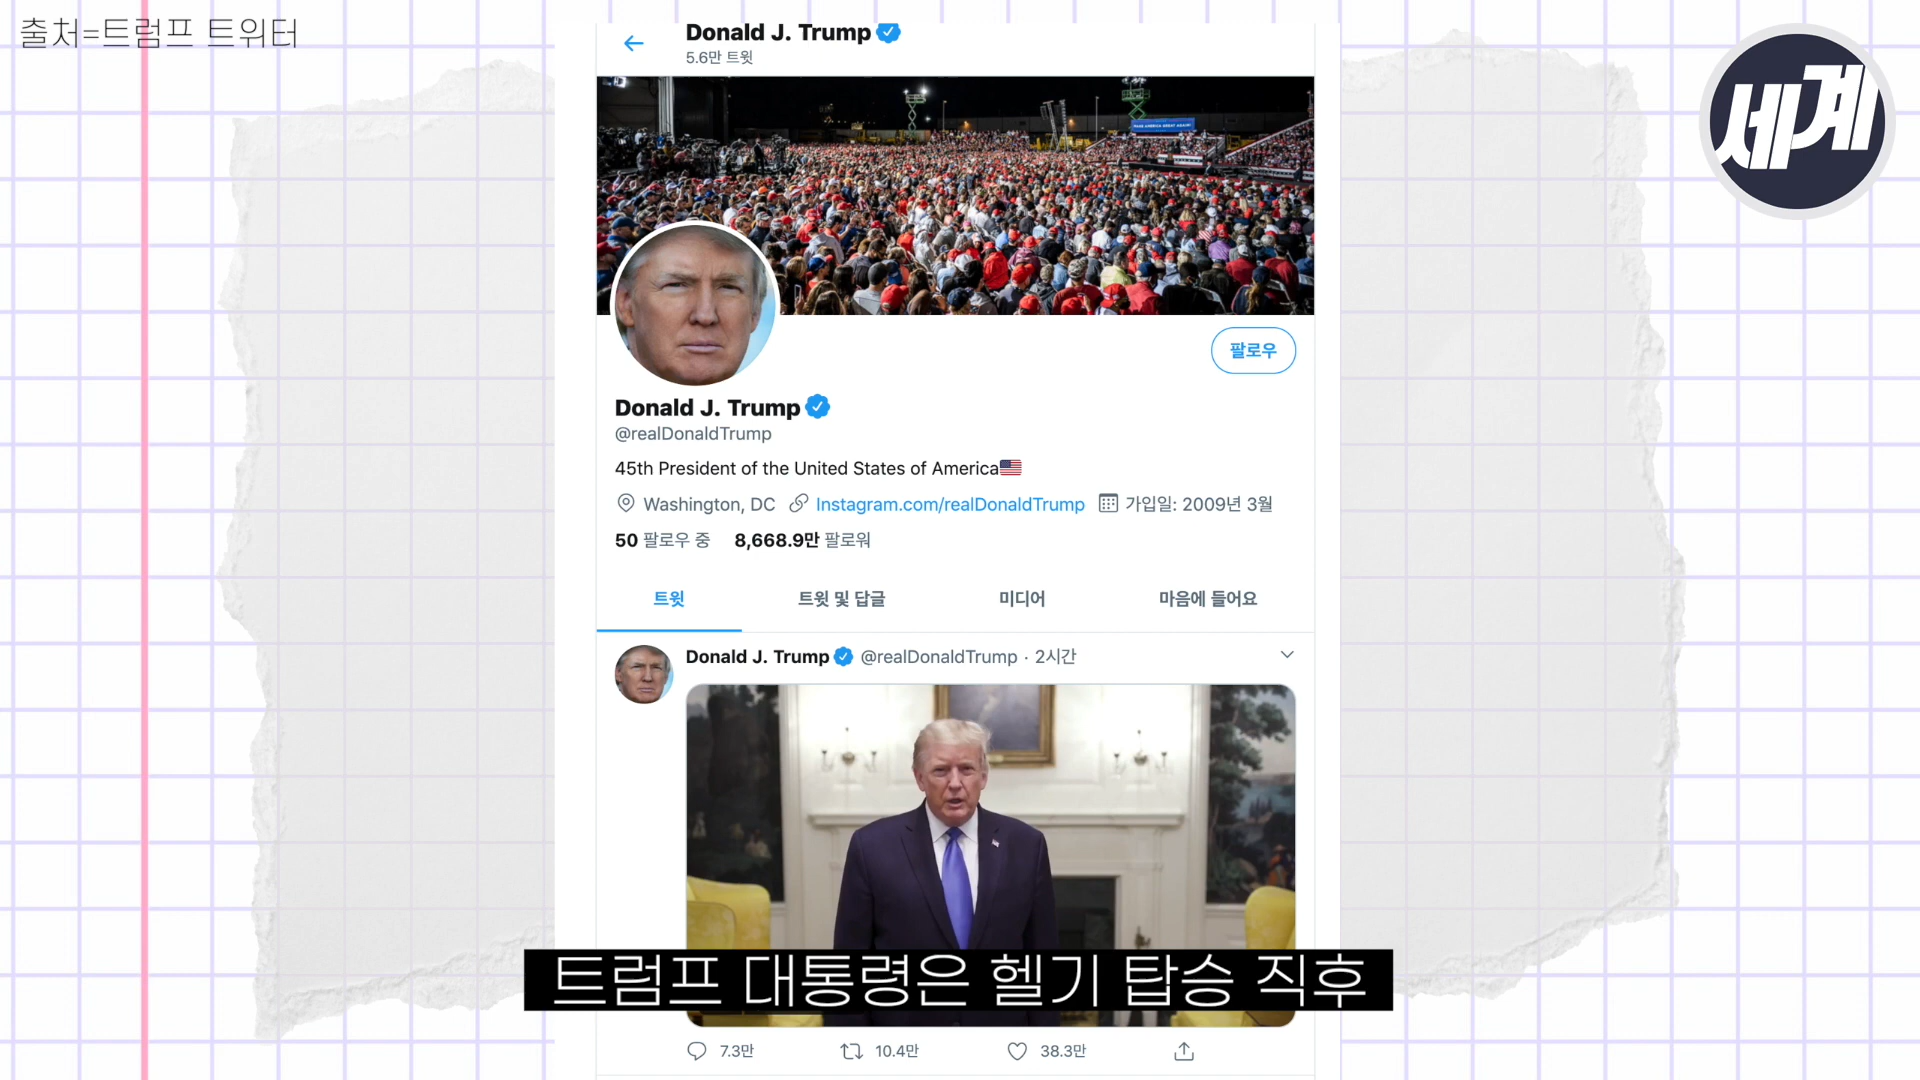 출처=트럼프 트위터
세계
Donald J. Trump
5.6만 트윗
MAKE AMERICA GREAT AGAIN!
팔로우
Donald J. Trump
@realDonaldTrump
45th President of the United States of America🇺🇸
Washington, DC Instagram.com/realDonaldTrump 가입일: 2009년 3월
50 팔로우 중 8,668.9만 팔로워
트윗 트윗 및 답글 미디어 마음에 들어요
Donald J. Trump @realDonaldTrump · 2시간
트럼프 대통령은 헬기 탑승 직후
7.3만 10.4만 38.3만